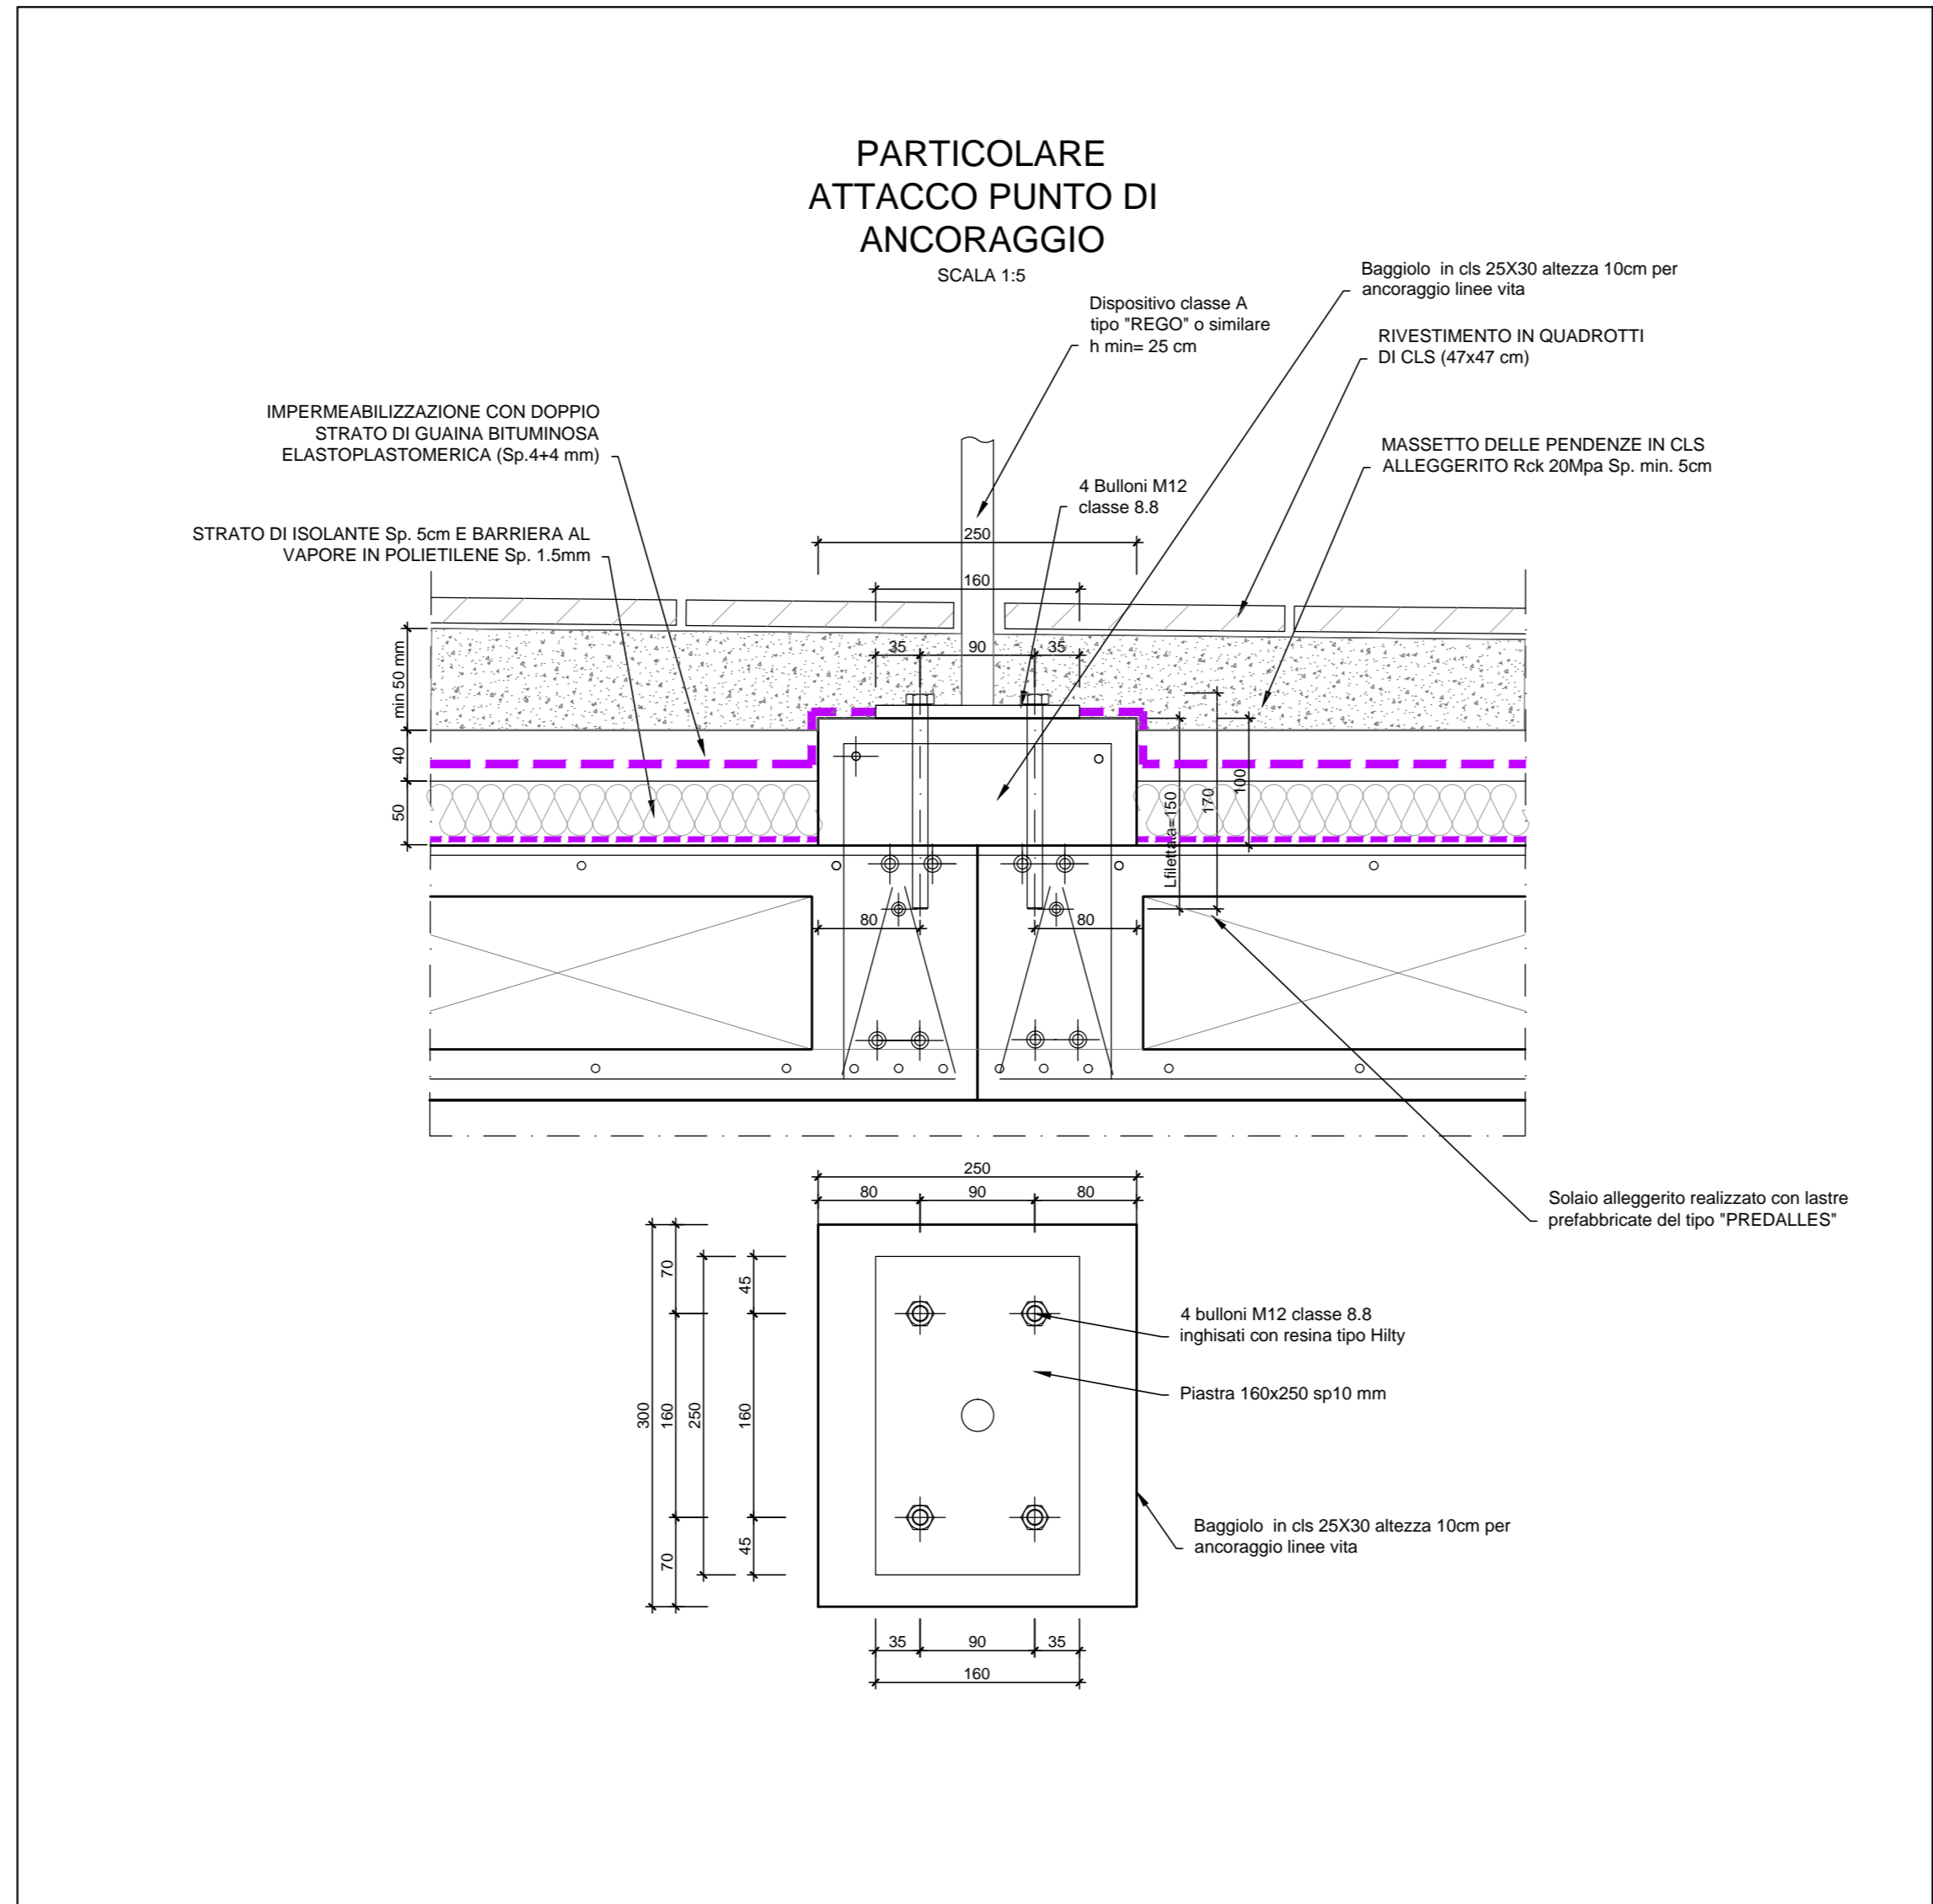 PARTICOLARE
ATTACCO PUNTO DI
ANCORAGGIO
SCALA 1:5
Baggiolo in cls 25X30 altezza 10cm per
ancoraggio linee vita
Dispositivo classe A
tipo "REGO" o similare
h min= 25 cm
RIVESTIMENTO IN QUADROTTI
DI CLS (47x47 cm)
IMPERMEABILIZZAZIONE CON DOPPIO
STRATO DI GUAINA BITUMINOSA
ELASTOPLASTOMERICA (Sp.4+4 mm)
MASSETTO DELLE PENDENZE IN CLS
ALLEGGERITO Rck 20Mpa Sp. min. 5cm
4 Bulloni M12
classe 8.8
STRATO DI ISOLANTE Sp. 5cm E BARRIERA AL
VAPORE IN POLIETILENE Sp. 1.5mm
250
160
35
90
35
min 50 mm
40
50
Lfilettata=150
170
100
80
80
Solaio alleggerito realizzato con lastre
prefabbricate del tipo "PREDALLES"
250
80
90
80
300
70
160
70
250
45
160
45
4 bulloni M12 classe 8.8
inghisati con resina tipo Hilty
Piastra 160x250 sp10 mm
Baggiolo in cls 25X30 altezza 10cm per
ancoraggio linee vita
35
90
35
160